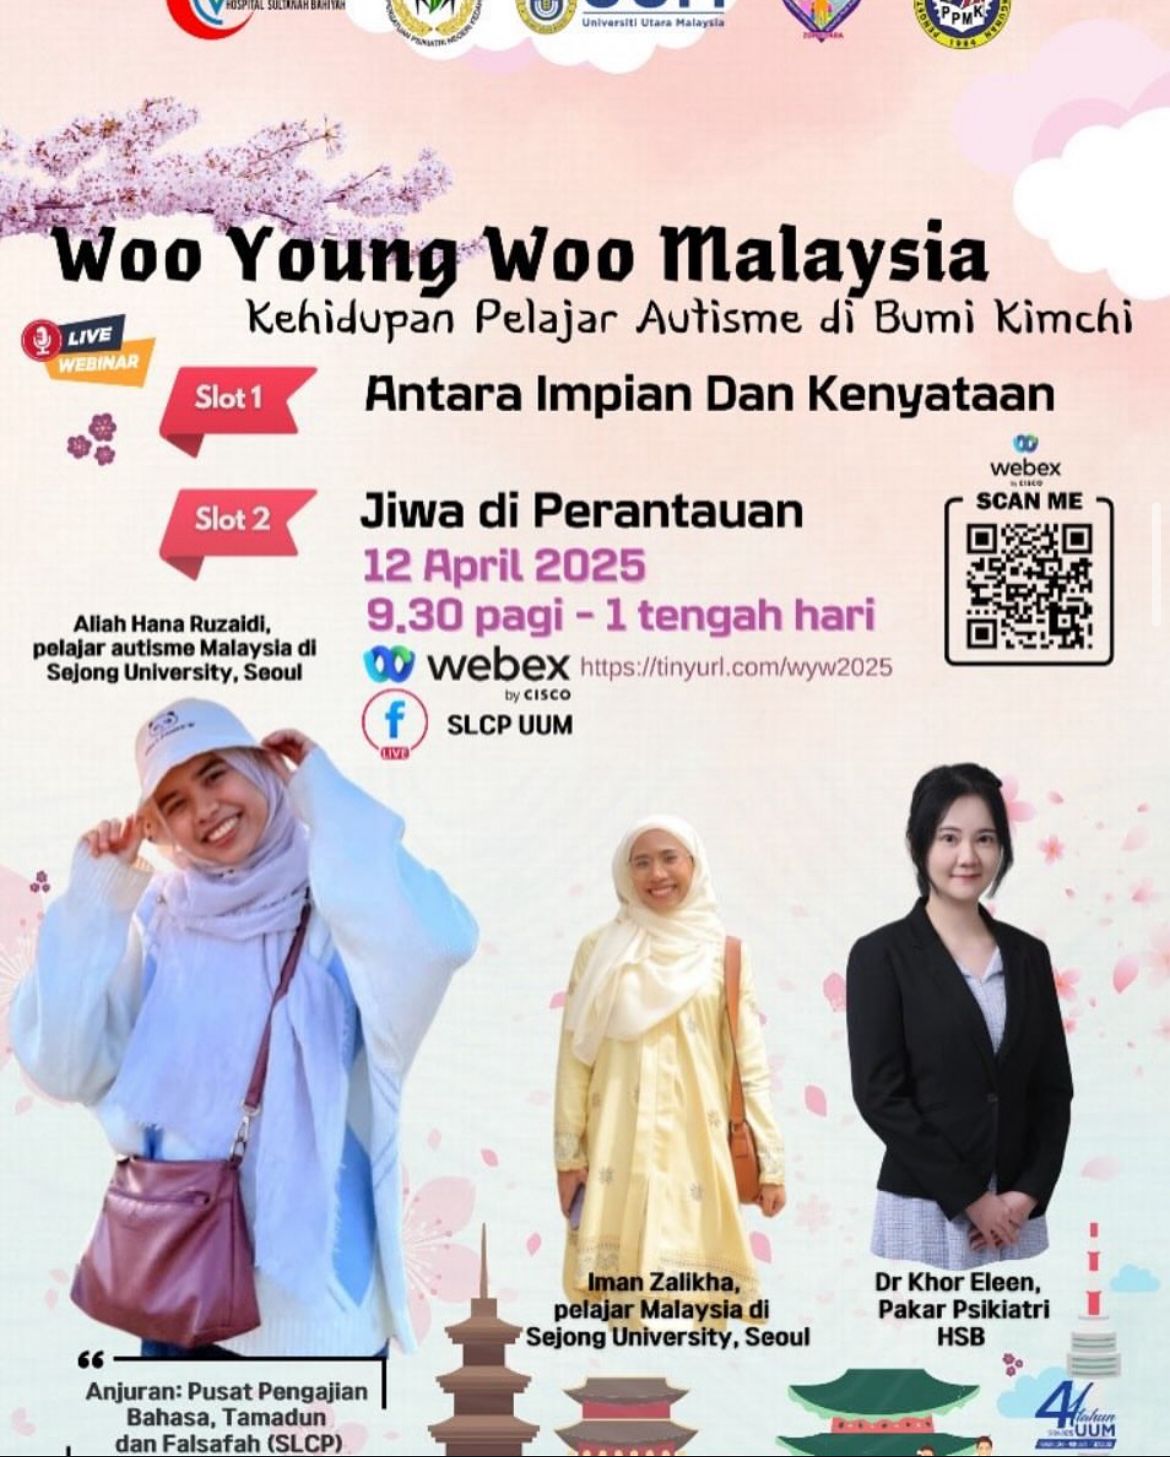 HOSPITAL SULTANAH BAHIYAH
Universiti Utara Malaysia
PPMK
1984
Woo Young Woo Malaysia
Kehidupan Pelajar Autisme di Bumi Kimchi
LIVE
WEBINAR
Slot 1
Antara Impian Dan Kenyataan
webex
by CISCO
SCAN ME
Slot 2
Jiwa di Perantauan
12 April 2025
9.30 pagi - 1 tengah hari
webex https://tinyurl.com/wyw2025
by CISCO
f
LIVE
SLCP UUM
Aliah Hana Ruzaidi,
pelajar autisme Malaysia di
Sejong University, Seoul
Iman Zalikha,
pelajar Malaysia di
Sejong University, Seoul
Dr Khor Eleen,
Pakar Psikiatri
HSB
“
Anjuran: Pusat Pengajian
Bahasa, Tamadun
dan Falsafah (SLCP)
41
tahun
UUM